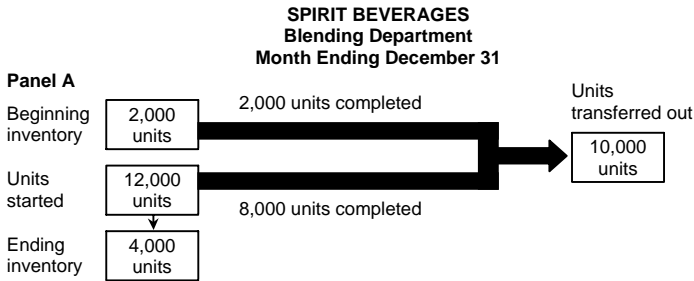 SPIRIT BEVERAGES
Blending Department
Month Ending December 31
Panel A
Beginning
inventory
2,000
units
2,000 units completed
Units
transferred out
10,000
units
Units
started
12,000
units
8,000 units completed
Ending
inventory
4,000
units